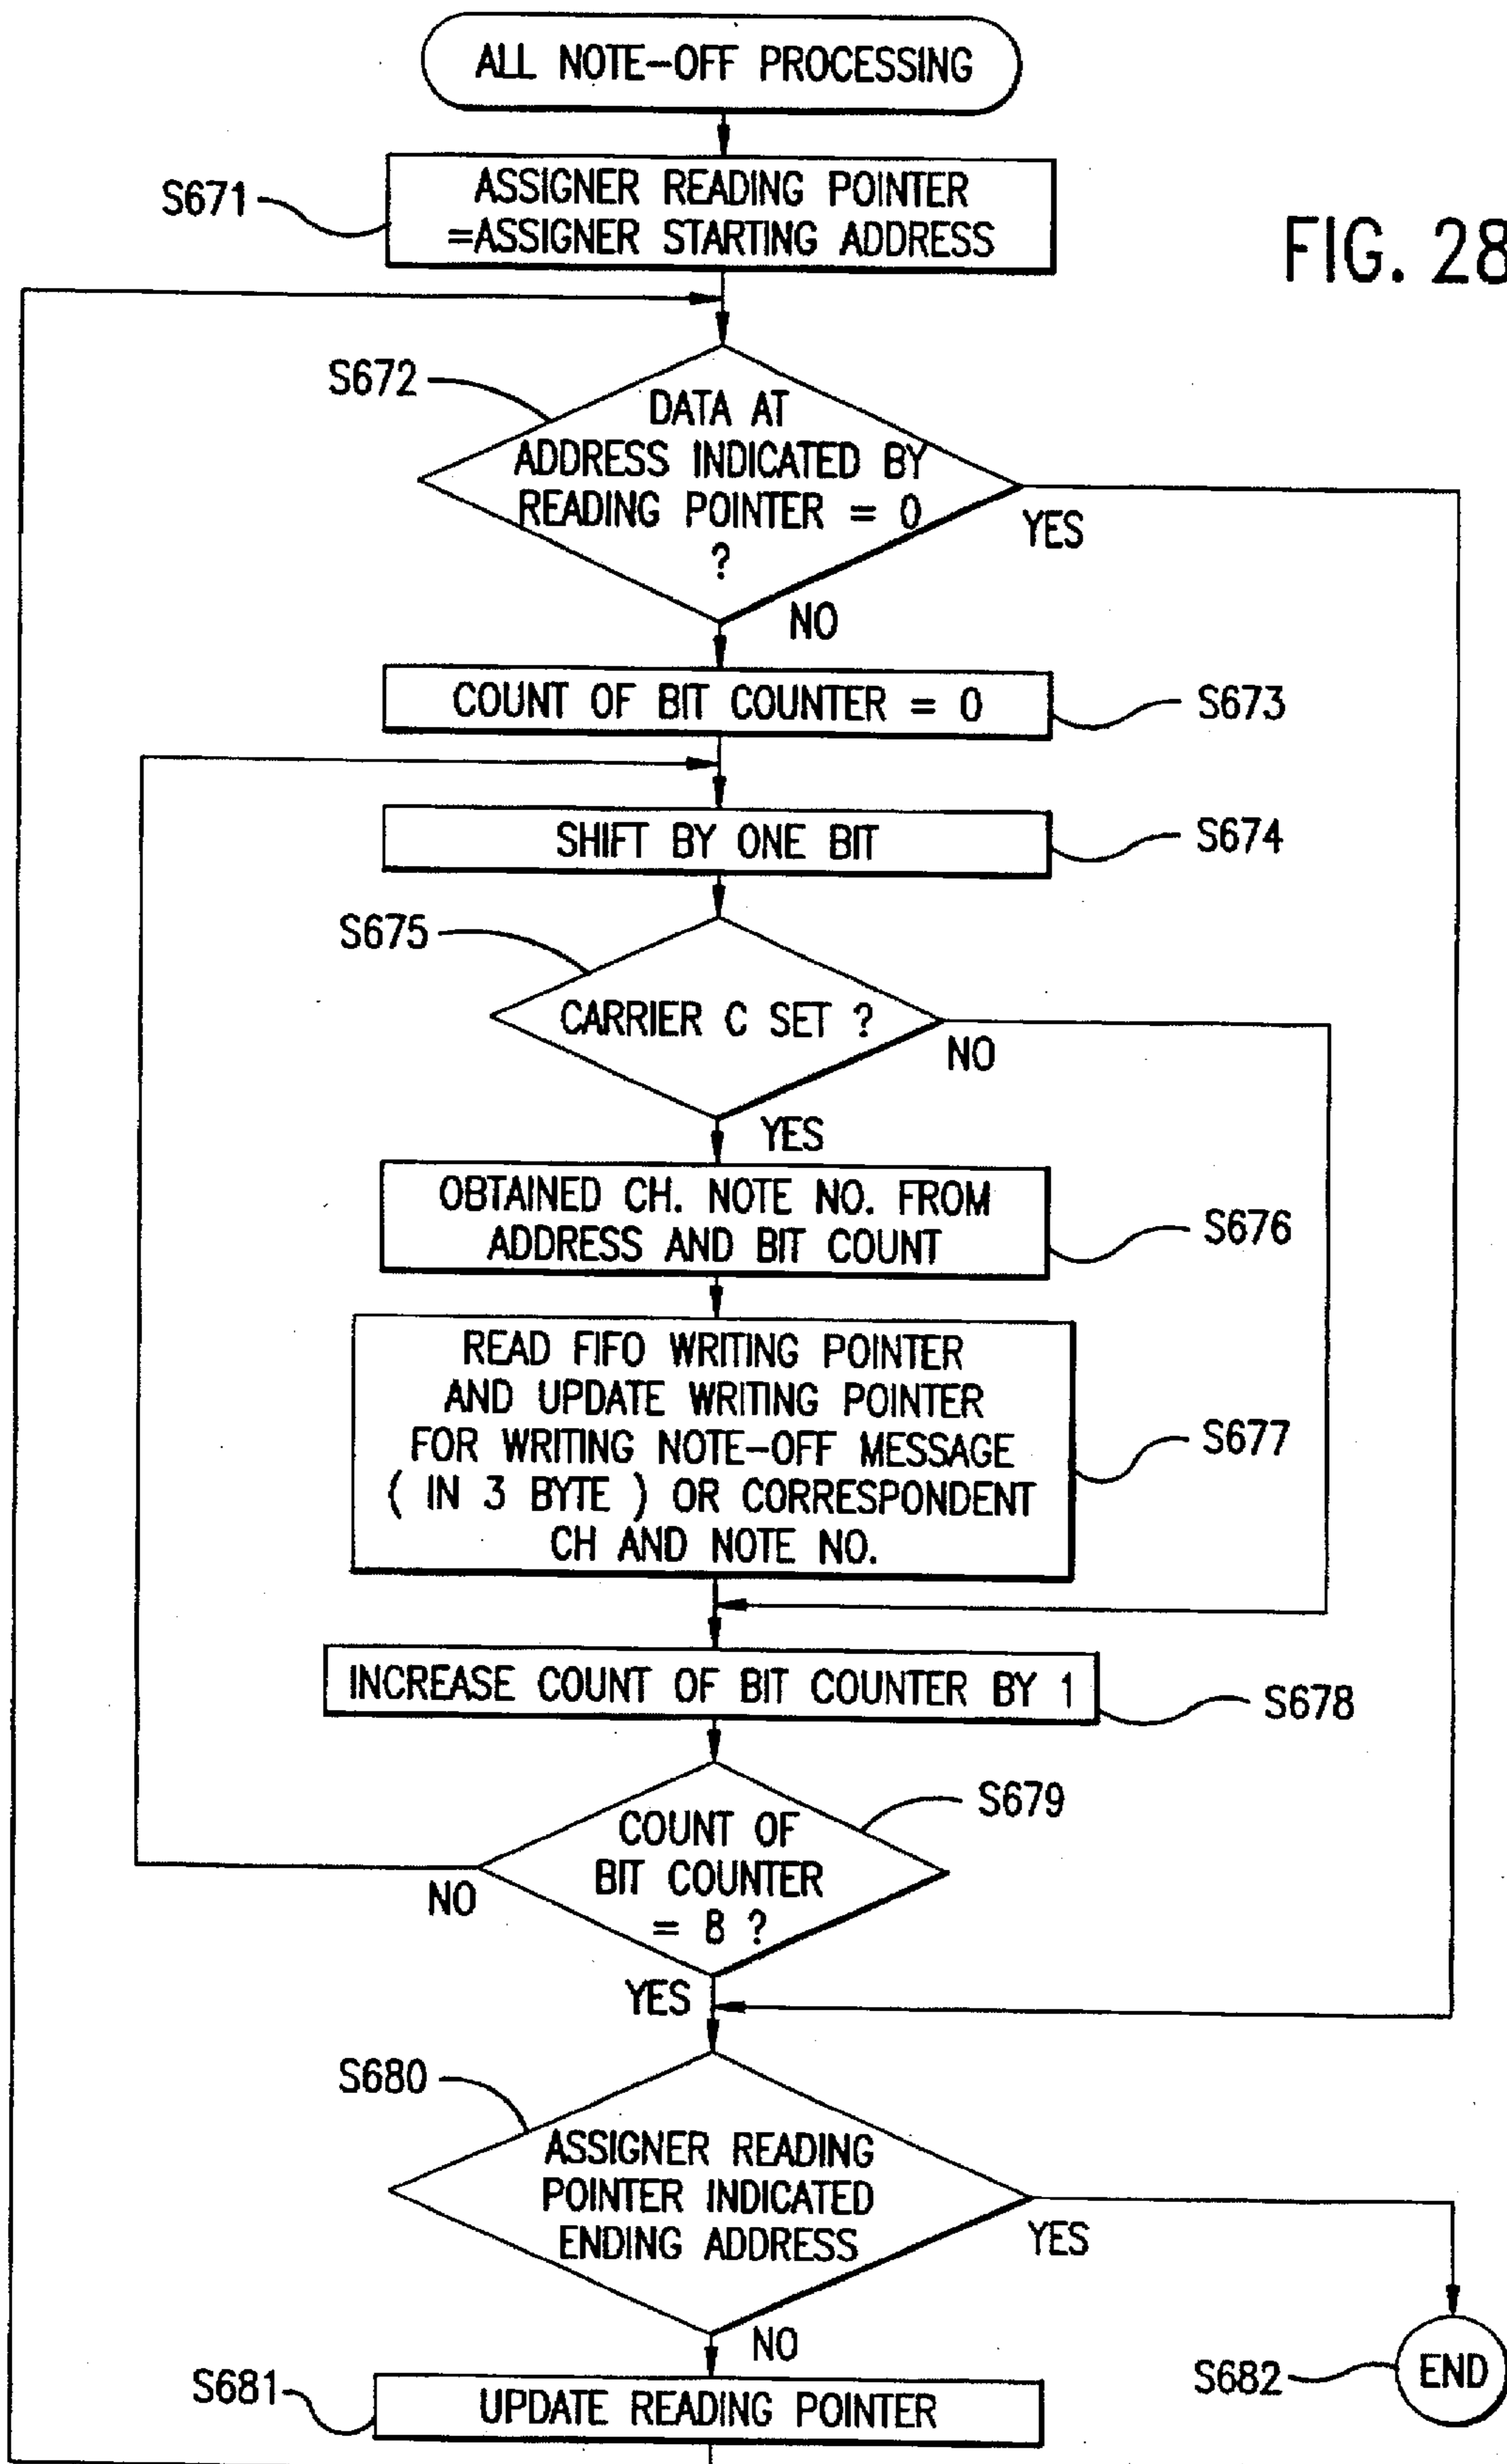 ALL NOTE-OFF PROCESSING
S671
ASSIGNER READING POINTER
=ASSIGNER STARTING ADDRESS
FIG. 28
S672
DATA AT
ADDRESS INDICATED BY
READING POINTER = 0
?
YES
NO
COUNT OF BIT COUNTER = 0
S673
SHIFT BY ONE BIT
S674
S675
CARRIER C SET ?
NO
YES
OBTAINED CH. NOTE NO. FROM
ADDRESS AND BIT COUNT
S676
READ FIFO WRITING POINTER
AND UPDATE WRITING POINTER
FOR WRITING NOTE-OFF MESSAGE
( IN 3 BYTE ) OR CORRESPONDENT
CH AND NOTE NO.
S677
INCREASE COUNT OF BIT COUNTER BY 1
S678
S679
COUNT OF
BIT COUNTER
= 8 ?
NO
YES
S680
ASSIGNER READING
POINTER INDICATED
ENDING ADDRESS
YES
NO
S681
UPDATE READING POINTER
S682
END